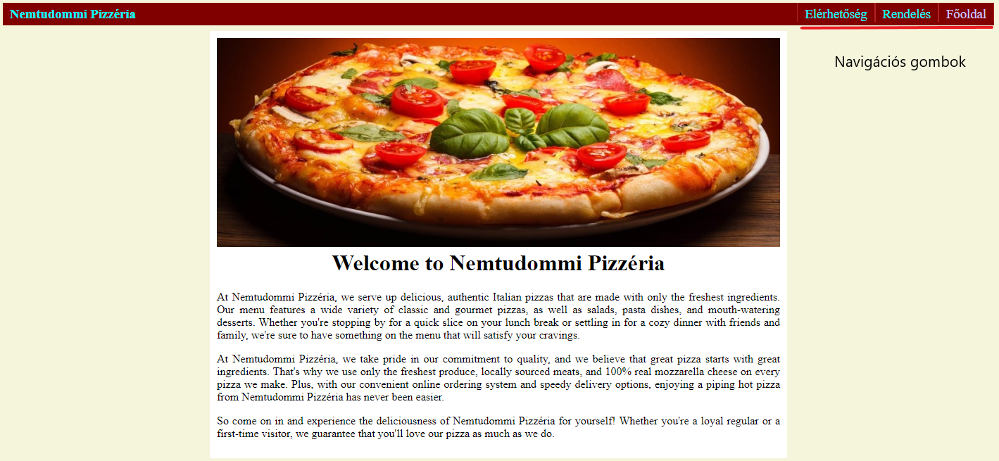 Nemtudommi Pizzéria
Elérhetőség Rendelés Főoldal
Navigációs gombok
Welcome to Nemtudommi Pizzéria
At Nemtudommi Pizzéria, we serve up delicious, authentic Italian pizzas that are made with only the freshest ingredients.
Our menu features a wide variety of classic and gourmet pizzas, as well as salads, pasta dishes, and mouth-watering
desserts. Whether you're stopping by for a quick slice on your lunch break or settling in for a cozy dinner with friends and
family, we're sure to have something on the menu that will satisfy your cravings.
At Nemtudommi Pizzéria, we take pride in our commitment to quality, and we believe that great pizza starts with great
ingredients. That's why we use only the freshest produce, locally sourced meats, and 100% real mozzarella cheese on every
pizza we make. Plus, with our convenient online ordering system and speedy delivery options, enjoying a piping hot pizza
from Nemtudommi Pizzéria has never been easier.
So come on in and experience the deliciousness of Nemtudommi Pizzéria for yourself! Whether you're a loyal regular or a
first-time visitor, we guarantee that you'll love our pizza as much as we do.